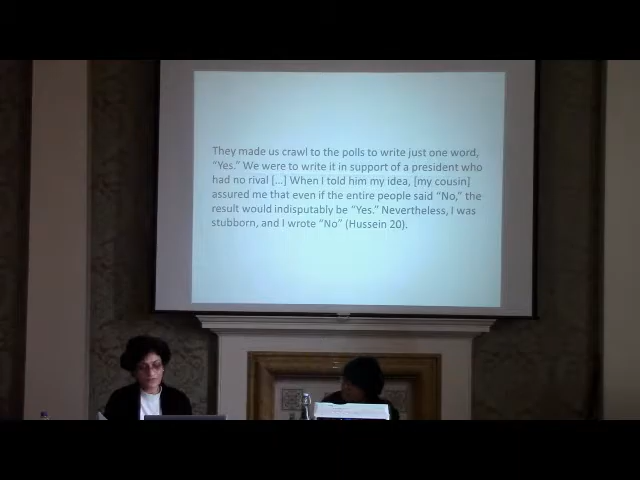 They made us crawl to the polls to write just one word,
“Yes.” We were to write it in support of a president who
had no rival [...] When I told him my idea, [my cousin]
assured me that even if the entire people said “No,” the
result would indisputably be “Yes.” Nevertheless, I was
stubborn, and I wrote “No” (Hussein 20).